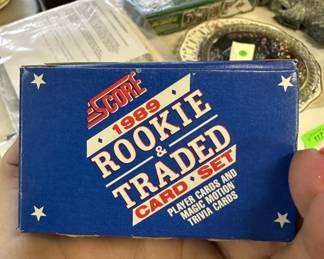 SCORE
1989
ROOKIE
&
TRADED
CARD SET
PLAYER CARDS AND
MAGIC MOTION
TRIVIA CARDS